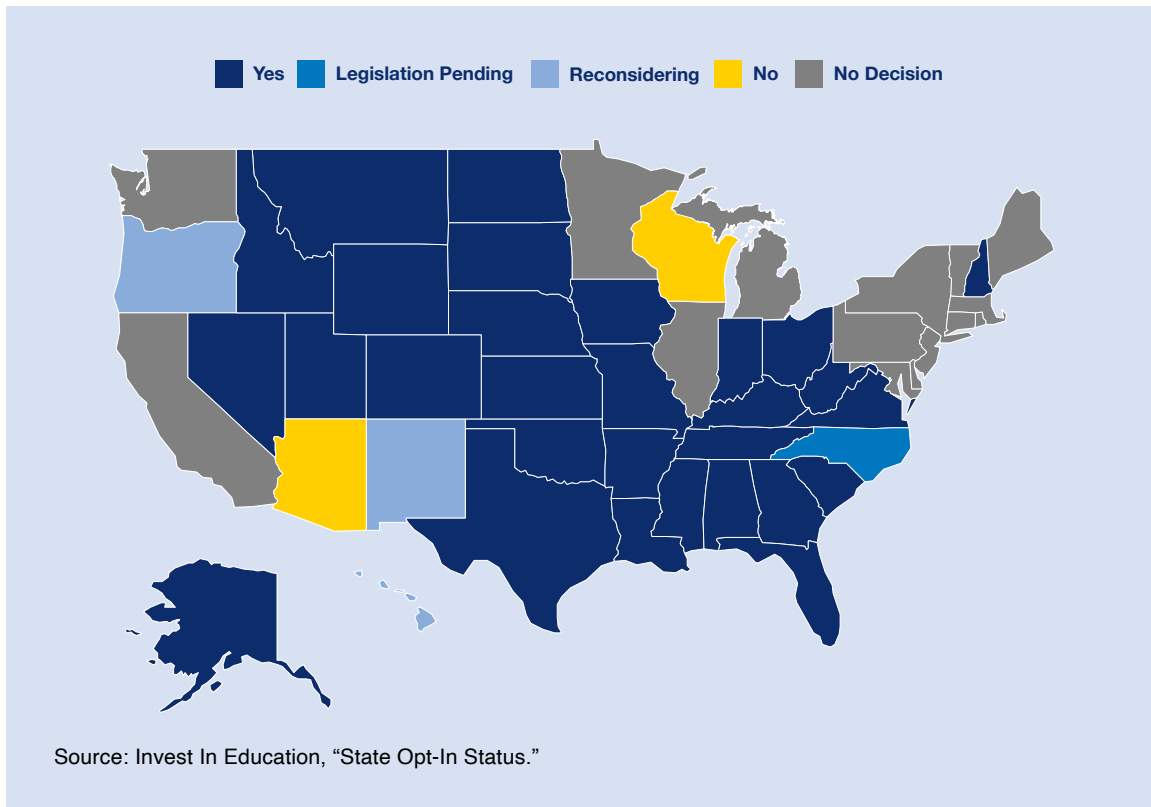 Yes Legislation Pending Reconsidering No No Decision
Source: Invest In Education, “State Opt-In Status.”